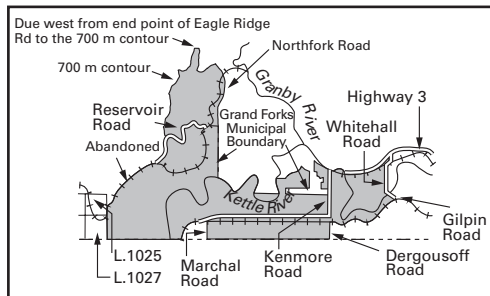 Due west from end point of Eagle Ridge
Rd to the 700 m contour
Northfork Road
700 m contour
Granby River
Highway 3
Reservoir
Road
Grand Forks
Municipal
Boundary
Whitehall
Road
Abandoned
Kettle River
Gilpin
Road
L.1025
L.1027
Marchal
Road
Kenmore
Road
Dergousoff
Road